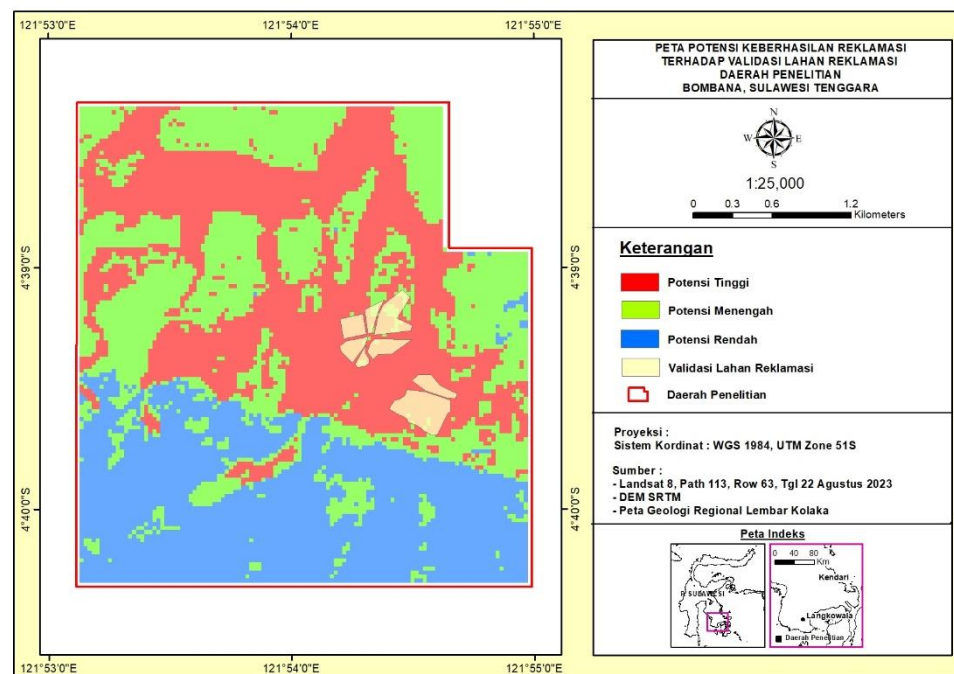 121°53'0"E
121°54'0"E
121°55'0"E
4°39'0"S
4°39'0"S
4°40'0"S
4°40'0"S
121°53'0"E
121°54'0"E
121°55'0"E
PETA POTENSI KEBERHASILAN REKLAMASI
TERHADAP VALIDASI LAHAN REKLAMASI
DAERAH PENELITIAN
BOMBANA, SULAWESI TENGGARA
N
W E
S
1:25,000
0 0.3 0.6 1.2
Kilometers
Keterangan
Potensi Tinggi
Potensi Menengah
Potensi Rendah
Validasi Lahan Reklamasi
Daerah Penelitian
Proyeksi :
Sistem Kordinat : WGS 1984, UTM Zone 51S
Sumber :
- Landsat 8, Path 113, Row 63, Tgl 22 Agustus 2023
- DEM SRTM
- Peta Geologi Regional Lembar Kolaka
Peta Indeks
P. SULAWESI
0 40 80
Km
Kendari
Langkowala
Daerah Penelitian